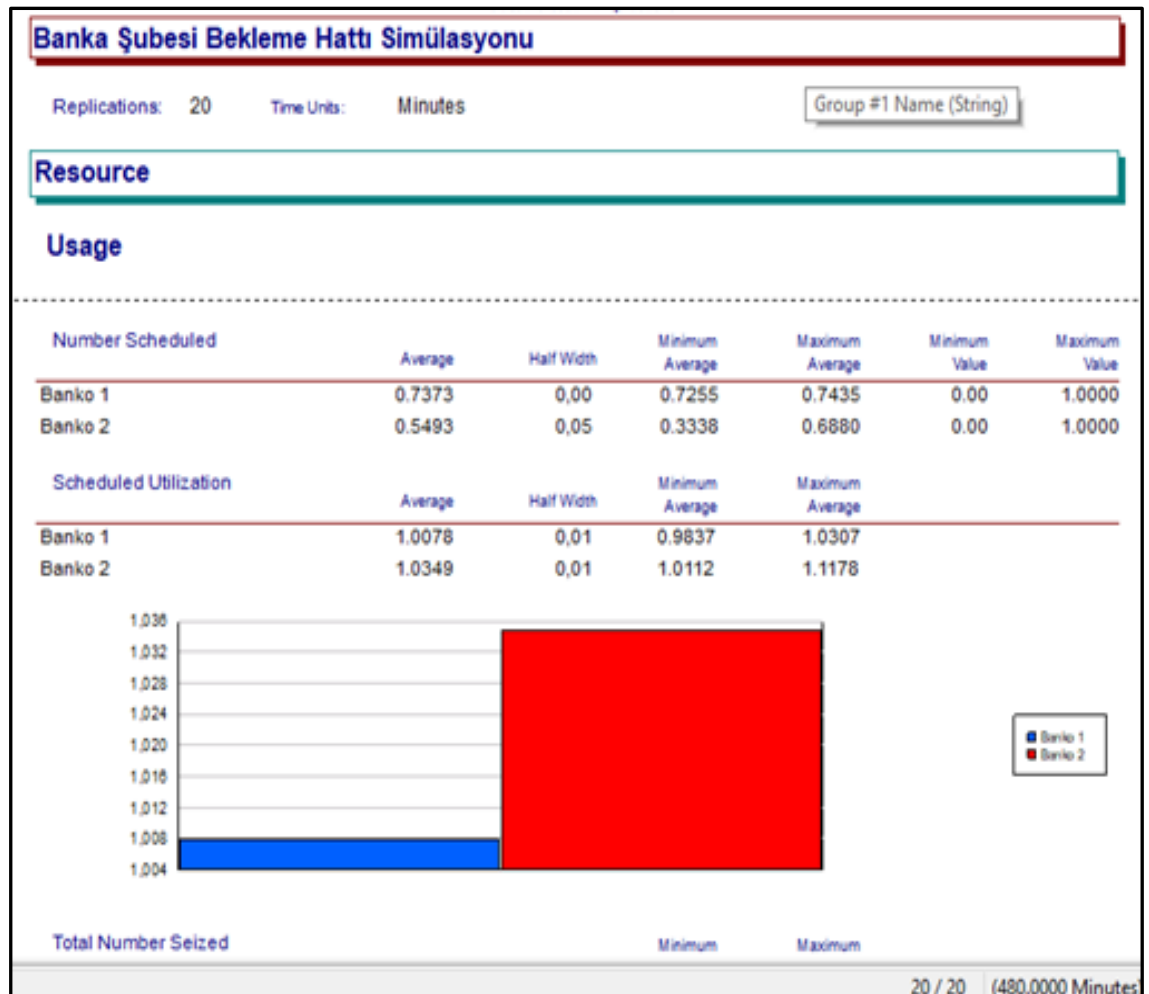 Banka Şubesi Bekleme Hattı Simülasyonu
Replications: 20 Time Units: Minutes
Group #1 Name (String)
Resource
Usage
Number Scheduled Average Half Width Minimum Average Maximum Average Minimum Value Maximum Value
Banko 1 0.7373 0,00 0.7255 0.7435 0.00 1.0000
Banko 2 0.5493 0,05 0.3338 0.6880 0.00 1.0000
Scheduled Utilization Average Half Width Minimum Average Maximum Average
Banko 1 1.0078 0,01 0.9837 1.0307
Banko 2 1.0349 0,01 1.0112 1.1178
1,036
1,032
1,028
1,024
1,020
1,016
1,012
1,008
1,004
Banko 1
Banko 2
Total Number Seized Minimum Maximum
20 / 20 (480.0000 Minutes)